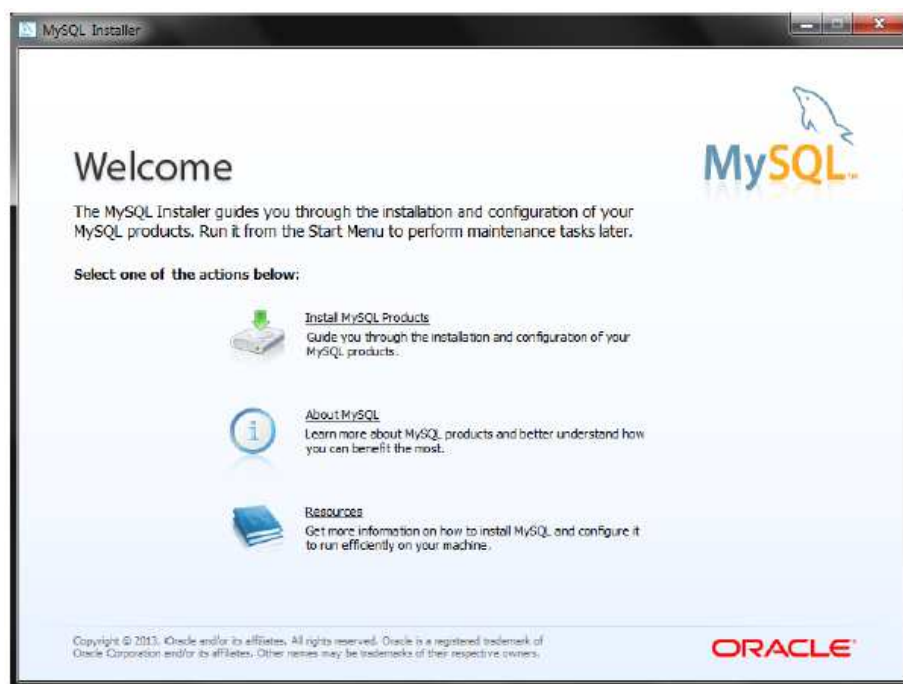 MySQL Installer
MySQL
Welcome
The MySQL Installer guides you through the installation and configuration of your
MySQL products. Run it from the Start Menu to perform maintenance tasks later.
Select one of the actions below:
Install MySQL Products
Guide you through the installation and configuration of your
MySQL products.
About MySQL
Learn more about MySQL products and better understand how
you can benefit the most.
Resources
Get more information on how to install MySQL and configure it
to run efficiently on your machine.
Copyright © 2013, Oracle and/or its affiliates. All rights reserved. Oracle is a registered trademark of
Oracle Corporation and/or its affiliates. Other names may be trademarks of their respective owners.
ORACLE